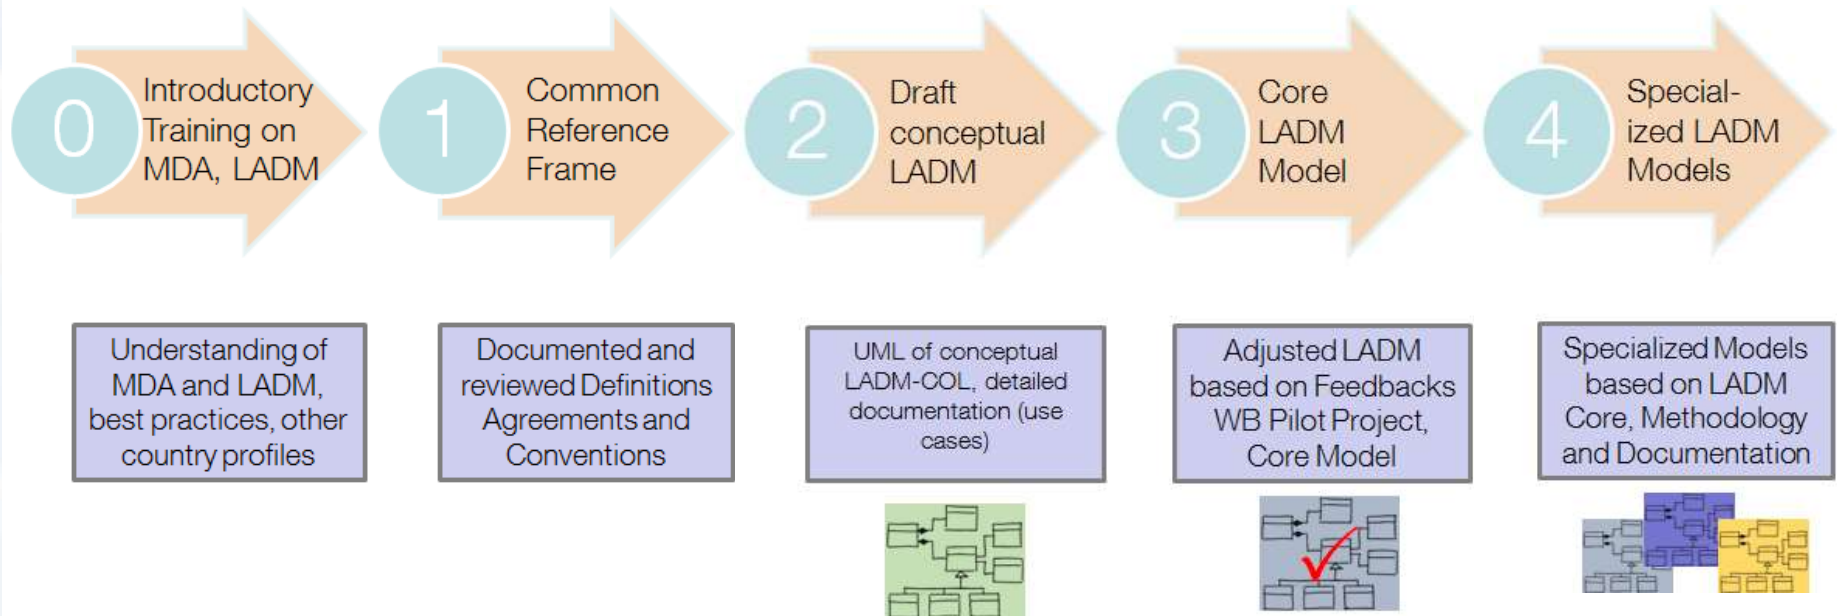 0
Introductory
Training on
MDA, LADM
1
Common
Reference
Frame
2
Draft
conceptual
LADM
3
Core
LADM
Model
4
Special-
ized LADM
Models
Understanding of
MDA and LADM,
best practices, other
country profiles
Documented and
reviewed Definitions
Agreements and
Conventions
UML of conceptual
LADM-COL, detailed
documentation (use
cases)
Adjusted LADM
based on Feedbacks
WB Pilot Project,
Core Model
Specialized Models
based on LADM
Core, Methodology
and Documentation